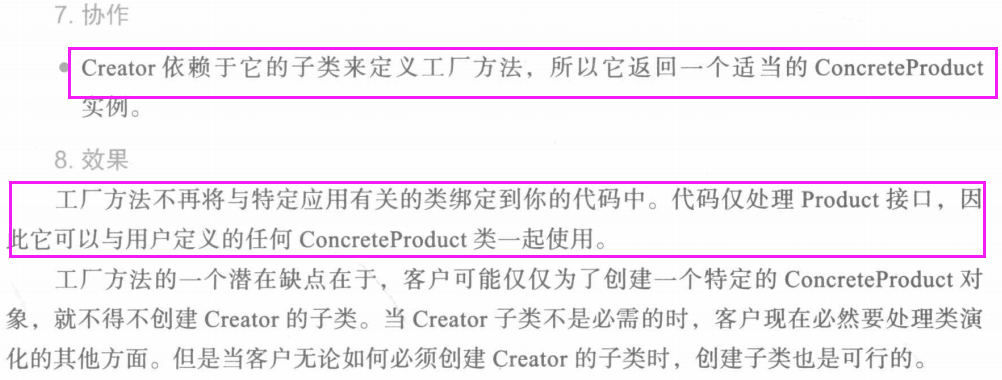 7. 协作
● Creator 依赖于它的子类来定义工厂方法，所以它返回一个适当的 ConcreteProduct
实例。
8. 效果
工厂方法不再将与特定应用有关的类绑定到你的代码中。代码仅处理 Product 接口，因
此它可以与用户定义的任何 ConcreteProduct 类一起使用。
工厂方法的一个潜在缺点在于，客户可能仅仅为了创建一个特定的 ConcreteProduct 对
象，就不得不创建 Creator 的子类。当 Creator 子类不是必需的时，客户现在必然要处理类演
化的其他方面。但是当客户无论如何必须创建 Creator 的子类时，创建子类也是可行的。